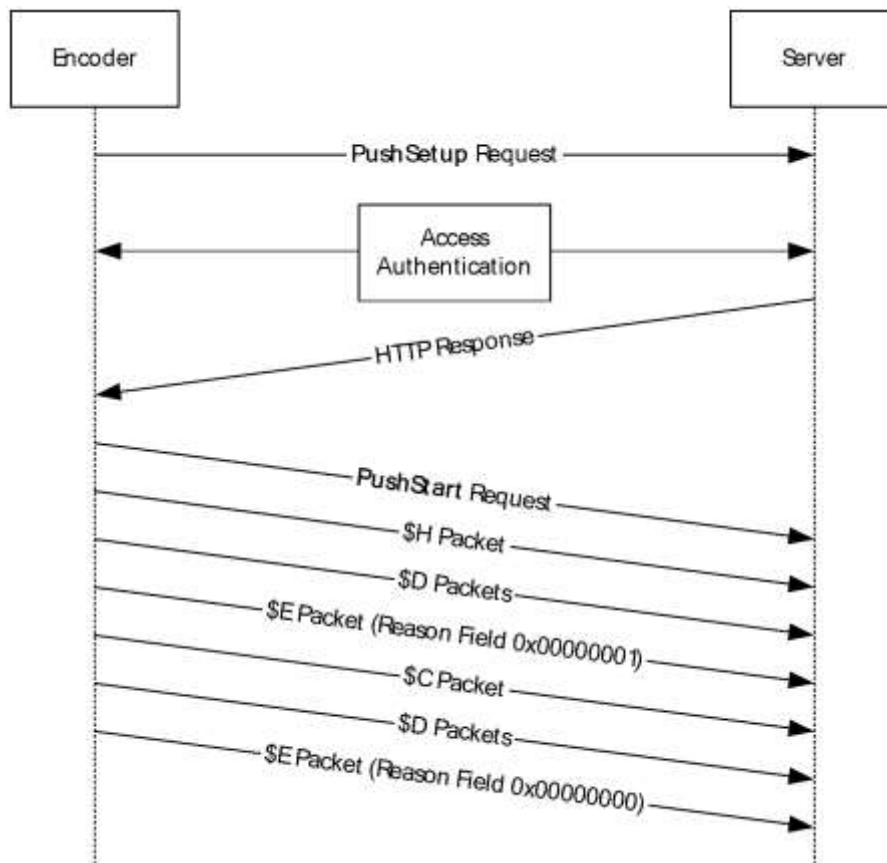 Encoder
Server
PushSetup Request
Access
Authentication
HTTP Response
PushStart Request
$H Packet
$D Packets
$E Packet (Reason Field 0x00000001)
$C Packet
$D Packets
$E Packet (Reason Field 0x00000000)